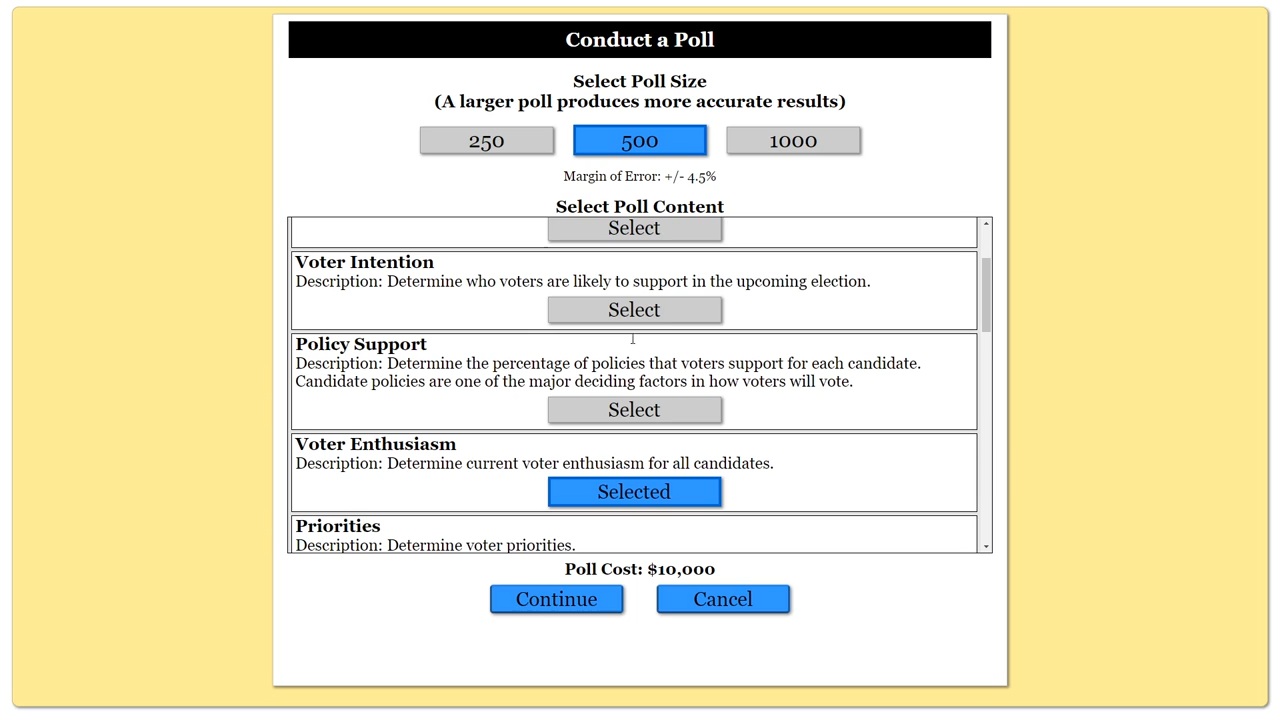 Conduct a Poll
Select Poll Size
(A larger poll produces more accurate results)
250 500 1000
Margin of Error: +/- 4.5%
Select Poll Content
Select
Voter Intention
Description: Determine who voters are likely to support in the upcoming election.
Select
Policy Support
Description: Determine the percentage of policies that voters support for each candidate.
Candidate policies are one of the major deciding factors in how voters will vote.
Select
Voter Enthusiasm
Description: Determine current voter enthusiasm for all candidates.
Selected
Priorities
Description: Determine voter priorities.
Poll Cost: $10,000
Continue Cancel